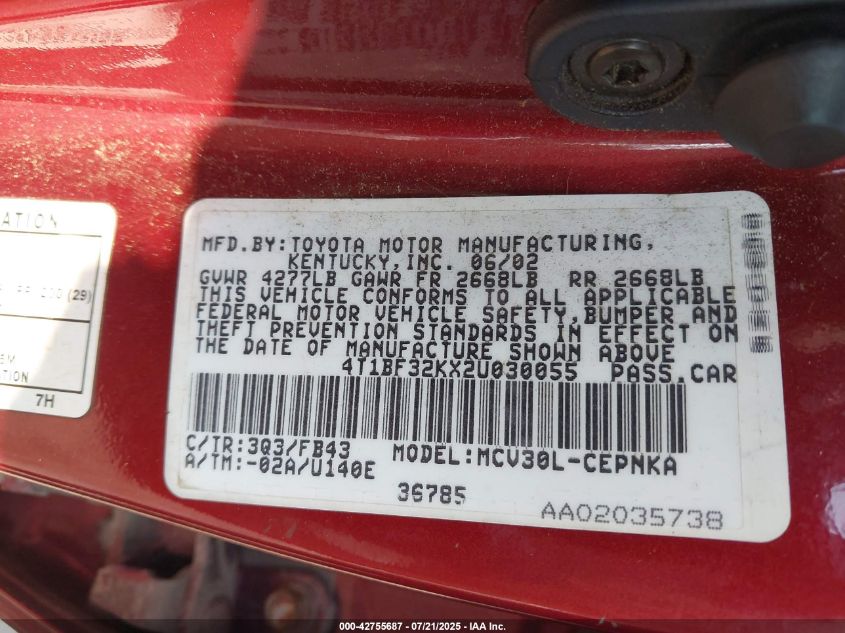 ATION
(29)
TION
7H
MFD.BY:TOYOTA MOTOR MANUFACTURING,
KENTUCKY,INC. 06/02
GVWR 4277LB GAWR FR 2668LB RR 2668LB
THIS VEHICLE CONFORMS TO ALL APPLICABLE
FEDERAL MOTOR VEHICLE SAFETY,BUMPER AND
THEFT PREVENTION STANDARDS IN EFFECT ON
THE DATE OF MANUFACTURE SHOWN ABOVE
4T1BF32KX2U030055 PASS.CAR
C/TR:3Q3/FB43 MODEL:MCV30L-CEPNKA
A/TM:-02A/U140E
36785
AA02035738
000-42755687 / 07/21/2025 - IAA Inc.